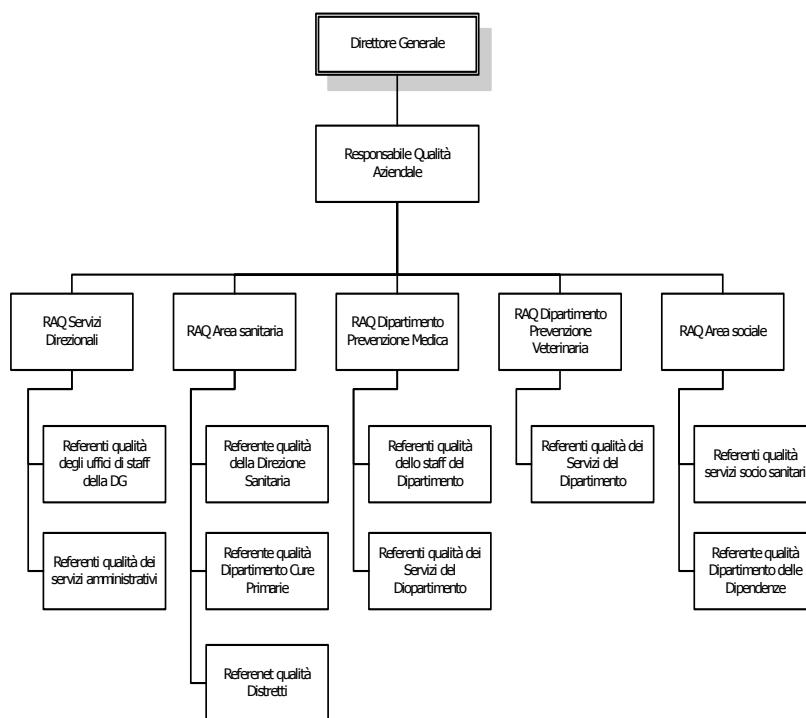 Direttore Generale
Responsabile Qualità
Aziendale
RAQ Servizi
Direzionali
RAQ Area sanitaria
RAQ Dipartimento
Prevenzione Medica
RAQ Dipartimento
Prevenzione
Veterinaria
RAQ Area sociale
Referenti qualità
degli uffici di staff
della DG
Referente qualità
della Direzione
Sanitaria
Referenti qualità
dello staff del
Dipartimento
Referenti qualità dei
Servizi del
Dipartimento
Referenti qualità
servizi socio sanitari
Referenti qualità dei
servizi amministrativi
Referente qualità
Dipartimento Cure
Primarie
Referenti qualità dei
Servizi del
Diopartimento
Referente qualità
Dipartimento delle
Dipendenze
Referenet qualità
Distretti